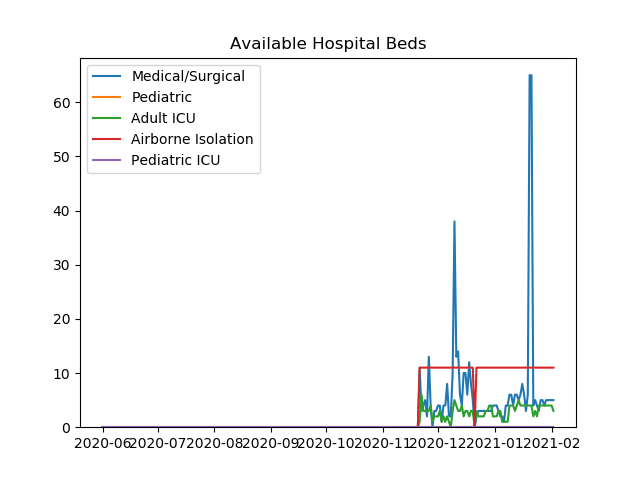 Available Hospital Beds
Medical/Surgical
Pediatric
Adult ICU
Airborne Isolation
Pediatric ICU
60
50
40
30
20
10
0
2020-06 2020-07 2020-08 2020-09 2020-10 2020-11 2020-12 2021-01 2021-02